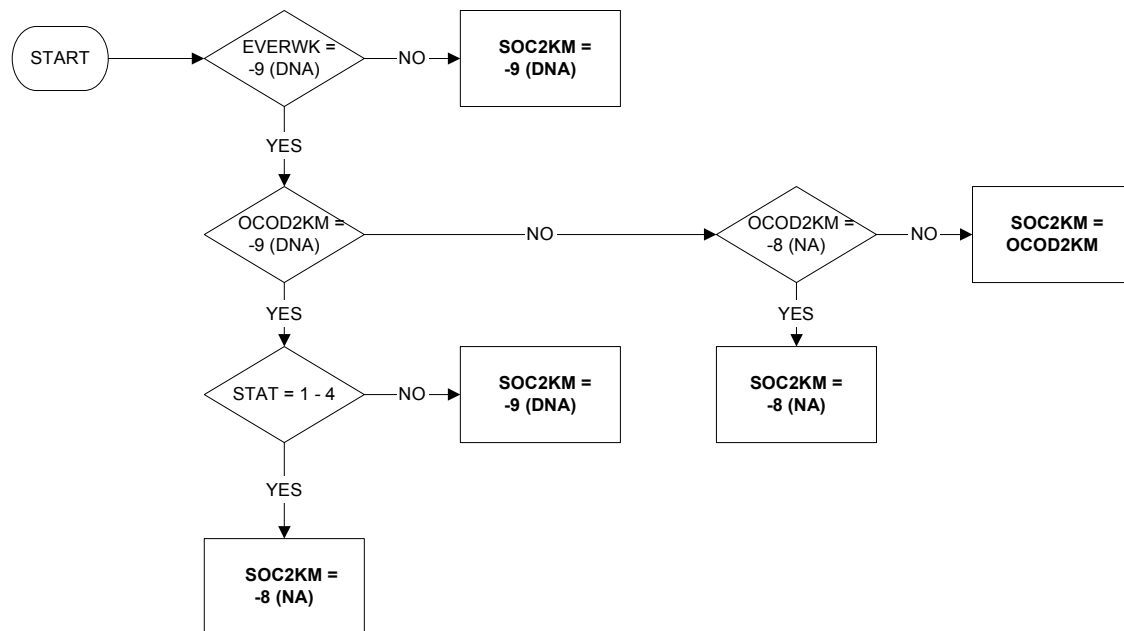 START
EVERWK =
-9 (DNA)
NO
SOC2KM =
-9 (DNA)
YES
OCOD2KM =
-9 (DNA)
NO
OCOD2KM =
-8 (NA)
NO
SOC2KM =
OCOD2KM
YES
YES
STAT = 1 - 4
NO
SOC2KM =
-9 (DNA)
SOC2KM =
-8 (NA)
YES
SOC2KM =
-8 (NA)